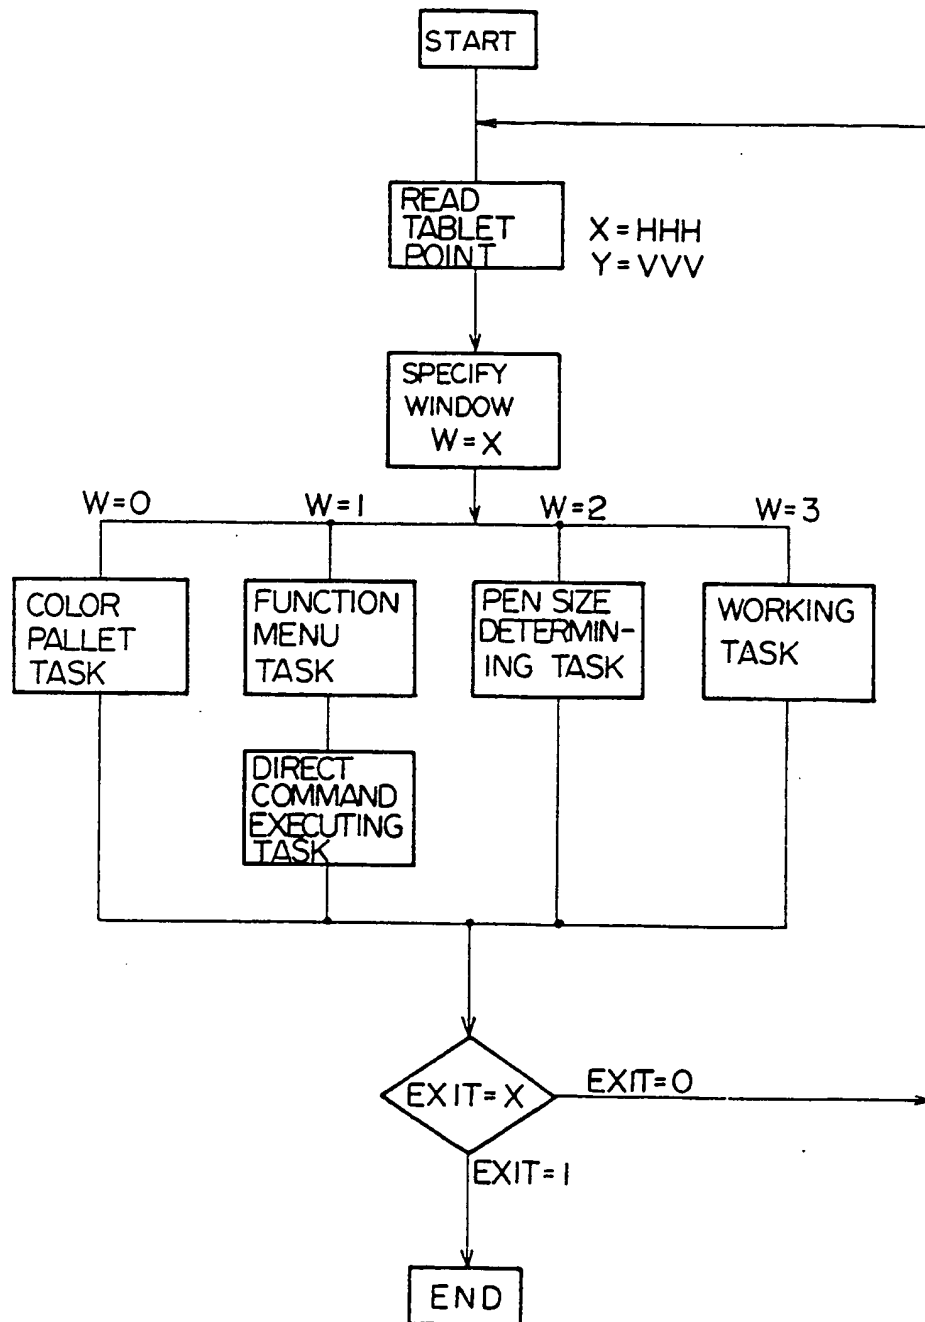 START
READ
TABLET
POINT
X=HHH
Y=VVV
SPECIFY
WINDOW
W=X
W=0
W=1
W=2
W=3
COLOR
PALLET
TASK
FUNCTION
MENU
TASK
PEN SIZE
DETERMIN-
ING TASK
WORKING
TASK
DIRECT
COMMAND
EXECUTING
TASK
EXIT=X
EXIT=0
EXIT=1
END